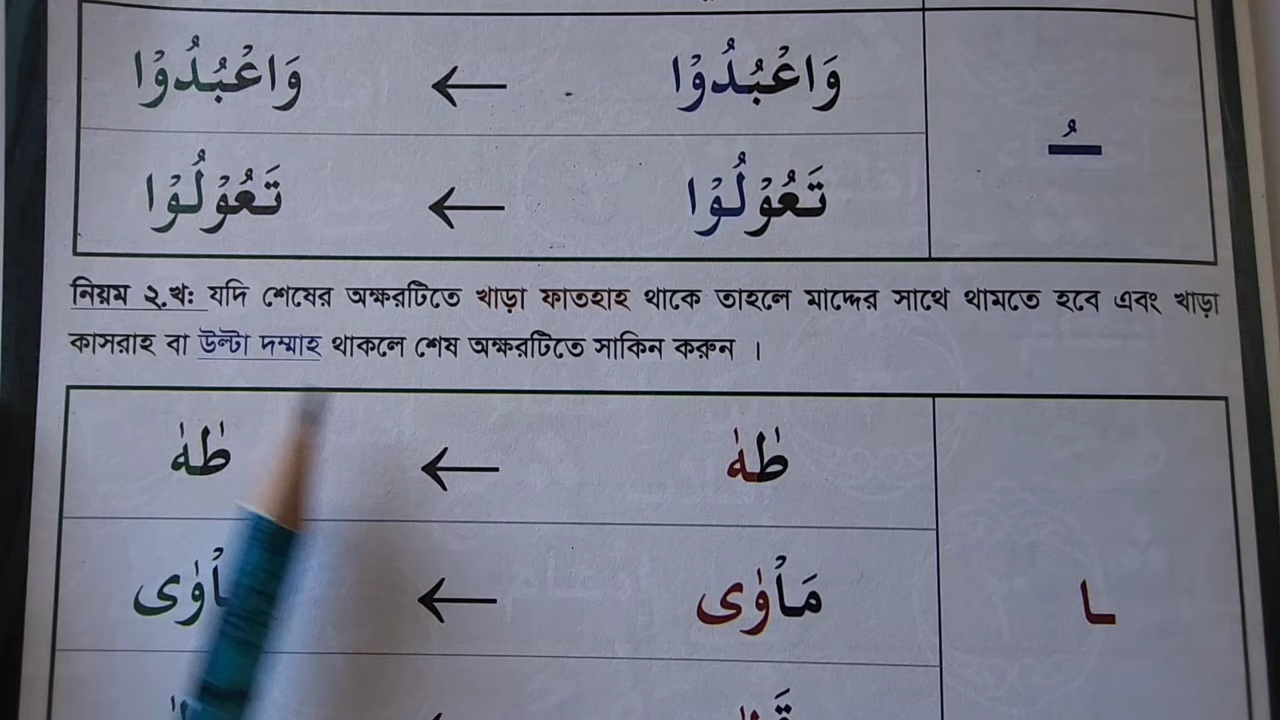 وَاعْبُدُوْا ← وَاعْبُدُوْا
تَعُوْلُوْا ← تَعُوْلُوْا
নিয়ম ২.খঃ যদি শেষের অক্ষরটিতে খাড়া ফাতহাহ থাকে তাহলে মাদ্দের সাথে থামতে হবে এবং খাড়া
কাসরাহ বা উল্টা দম্মাহ থাকলে শেষ অক্ষরটিতে সাকিন করুন ।
طٰهٰ ← طٰهٰ
مَاْوٰى ←